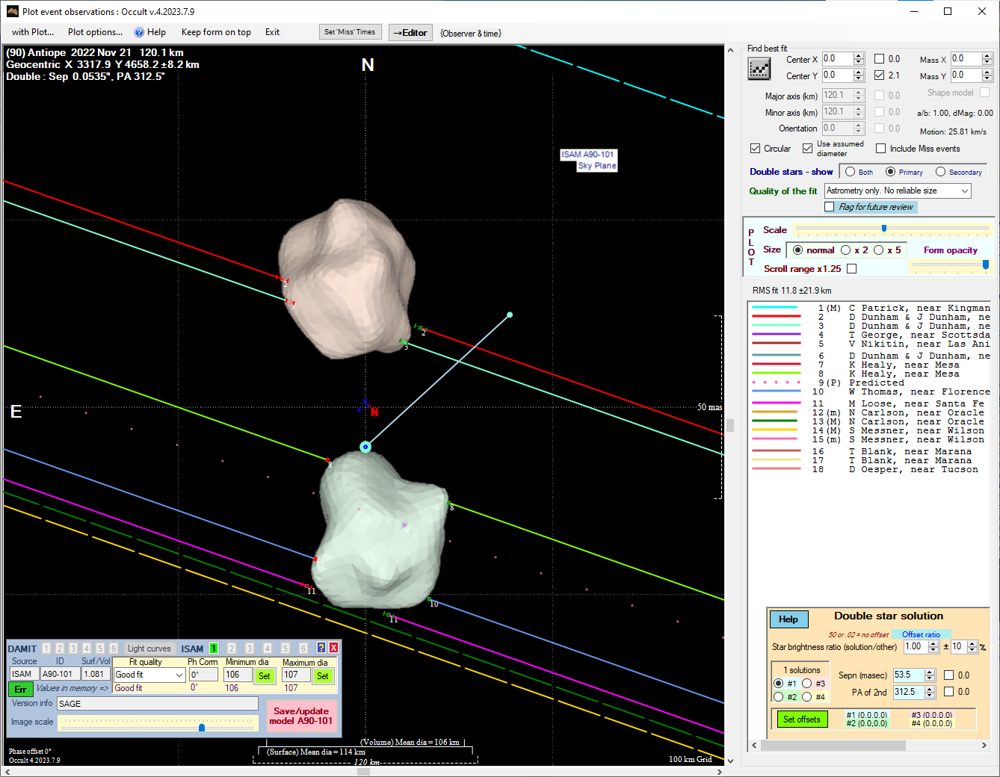 Plot event observations : Occult v.4.2023.7.9
with Plot... Plot options... Help Keep form on top Exit Set 'Miss' Times →Editor {Observer & time}
(90) Antiope 2022 Nov 21 120.1 km
Geocentric X 3317.9 Y 4658.2 ±8.2 km
Double : Sep 0.0535", PA 312.5°
N
E
ISAM A90-101
Sky Plane
2
3
2
3
N
50 mas
8
8
9
10
10
11
11
DAMIT 1 2 3 4 5 6 Light curves ISAM 1 2 3 4 5 6 ? X
Source ID Surf/Vol Fit quality Ph Corrn Minimum dia Maximum dia
ISAM A90-101 1.081 Good fit 0° 106 Set 107 Set
Err Values in memory => Good fit 0° 106 107
Version info SAGE
Image scale
Save/update
model A90-101
Phase offset 0°
Occult 4.2023.7.9
(Volume) Mean dia = 106 km
(Surface) Mean dia = 114 km
120 km
100 km Grid
Find best fit
Center X 0.0 0.0 Mass X 0.0
Center Y 0.0 2.1 Mass Y 0.0
Major axis (km) 120.1 0.0 Shape model
Minor axis (km) 120.1 0.0 a/b: 1.00, dMag: 0.00
Orientation 0.0 0.0 Motion: 25.81 km/s
Circular Use assumed diameter Include Miss events
Double stars - show Both Primary Secondary
Quality of the fit Astrometry only. No reliable size
Flag for future review
PLOT
Scale
Size normal x 2 x 5 Form opacity
Scroll range x1.25
RMS fit 11.8 ±21.9 km
1(M) C Patrick, near Kingman
2 D Dunham & J Dunham, ne
3 D Dunham & J Dunham, ne
4 T George, near Scottsda
5 V Nikitin, near Las Ani
6 D Dunham & J Dunham, ne
7 K Healy, near Mesa
8 K Healy, near Mesa
9(P) Predicted
10 W Thomas, near Florence
11 M Loose, near Santa Fe
12(m) N Carlson, near Oracle
13(M) N Carlson, near Oracle
14(M) S Messner, near Wilson
15(m) S Messner, near Wilson
16 T Blank, near Marana
17 T Blank, near Marana
18 D Oesper, near Tucson
Help Double star solution
50 or .02 = no offset Offset ratio
Star brightness ratio (solution/other) 1.00 ± 10 %
1 solutions
#1 #3
#2 #4
Sepn (masec) 53.5 0.0
PA of 2nd 312.5 0.0
Set offsets
#1 (0.0,0.0) #3 (0.0,0.0)
#2 (0.0,0.0) #4 (0.0,0.0)